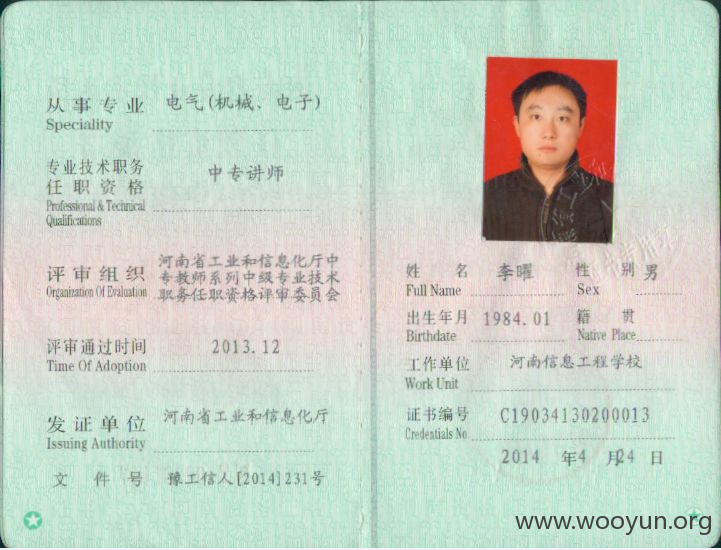 从事专业 电气(机械、电子)
Speciality
专业技术职务
任职资格 中专讲师
Professional & Technical
Qualifications
河南省工业和信息化厅中
评审组织 专教师系列中级专业技术
Organization Of Evaluation 职务任职资格评审委员会
评审通过时间 2013.12
Time Of Adoption
发证单位 河南省工业和信息化厅
Issuing Authority
文件号 豫工信人[2014]231号
姓名 李曜 性别 男
Full Name Sex
出生年月 1984.01 籍贯
Birthdate Native Place
工作单位 河南信息工程学校
Work Unit
证书编号 C19034130200013
Credentials No
2014 年 4 月 24 日
www.wooyun.org